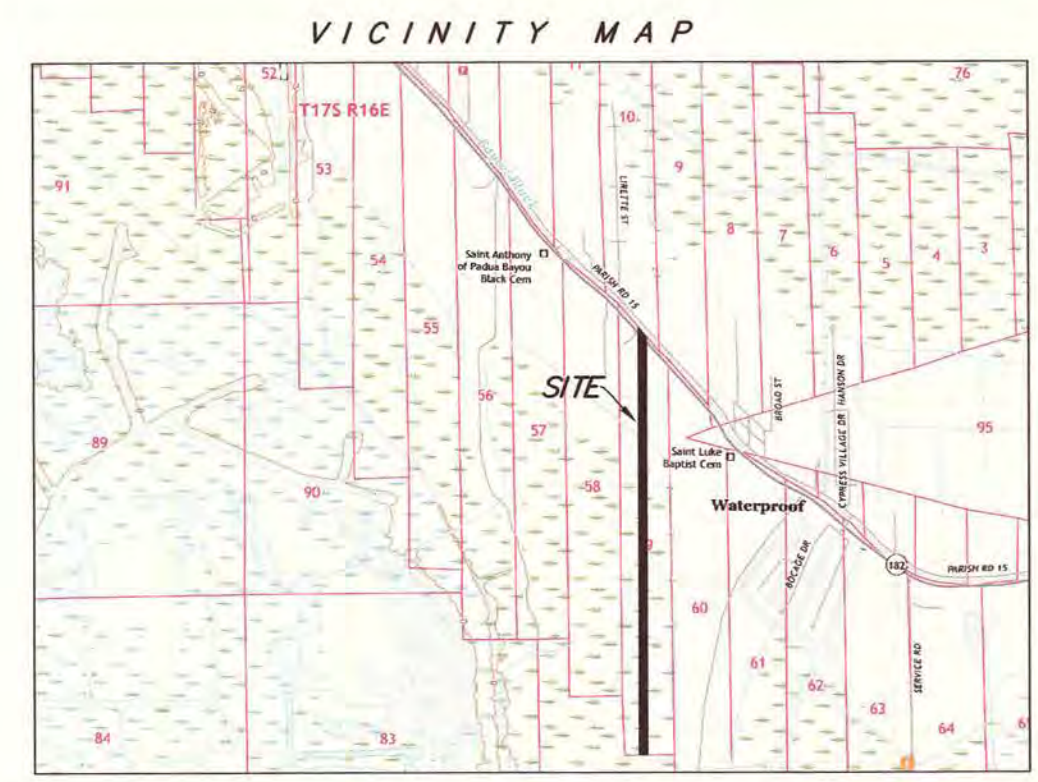 VICINITY MAP
52
76
T17S R16E
11
10
9
53
91
Bayou Black
LIRETTE ST
8
7
6
5
4
3
54
Saint Anthony
of Padua Bayou
Black Cem
PARISH RD 15
55
SITE
56
57
58
BROAD ST
CYPRESS VILLAGE DR
HANSON DR
95
89
90
Saint Luke
Baptist Cem
Waterproof
BOCAGE DR
182
PARISH RD 15
9
60
61
62
63
64
SERVICE RD
84
83